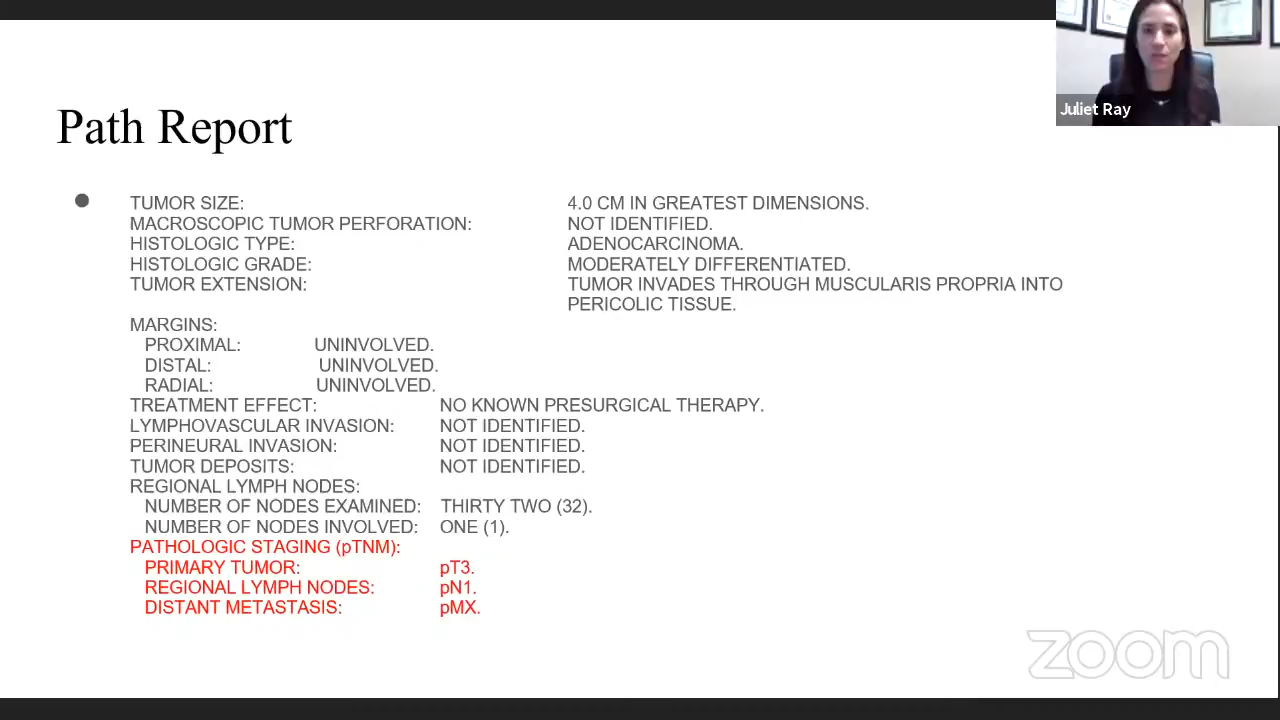 Juliet Ray
Path Report
TUMOR SIZE: 4.0 CM IN GREATEST DIMENSIONS.
MACROSCOPIC TUMOR PERFORATION: NOT IDENTIFIED.
HISTOLOGIC TYPE: ADENOCARCINOMA.
HISTOLOGIC GRADE: MODERATELY DIFFERENTIATED.
TUMOR EXTENSION: TUMOR INVADES THROUGH MUSCULARIS PROPRIA INTO
PERICOLIC TISSUE.
MARGINS:
PROXIMAL: UNINVOLVED.
DISTAL: UNINVOLVED.
RADIAL: UNINVOLVED.
TREATMENT EFFECT: NO KNOWN PRESURGICAL THERAPY.
LYMPHOVASCULAR INVASION: NOT IDENTIFIED.
PERINEURAL INVASION: NOT IDENTIFIED.
TUMOR DEPOSITS: NOT IDENTIFIED.
REGIONAL LYMPH NODES:
NUMBER OF NODES EXAMINED: THIRTY TWO (32).
NUMBER OF NODES INVOLVED: ONE (1).
PATHOLOGIC STAGING (pTNM):
PRIMARY TUMOR: pT3.
REGIONAL LYMPH NODES: pN1.
DISTANT METASTASIS: pMX.
zoom